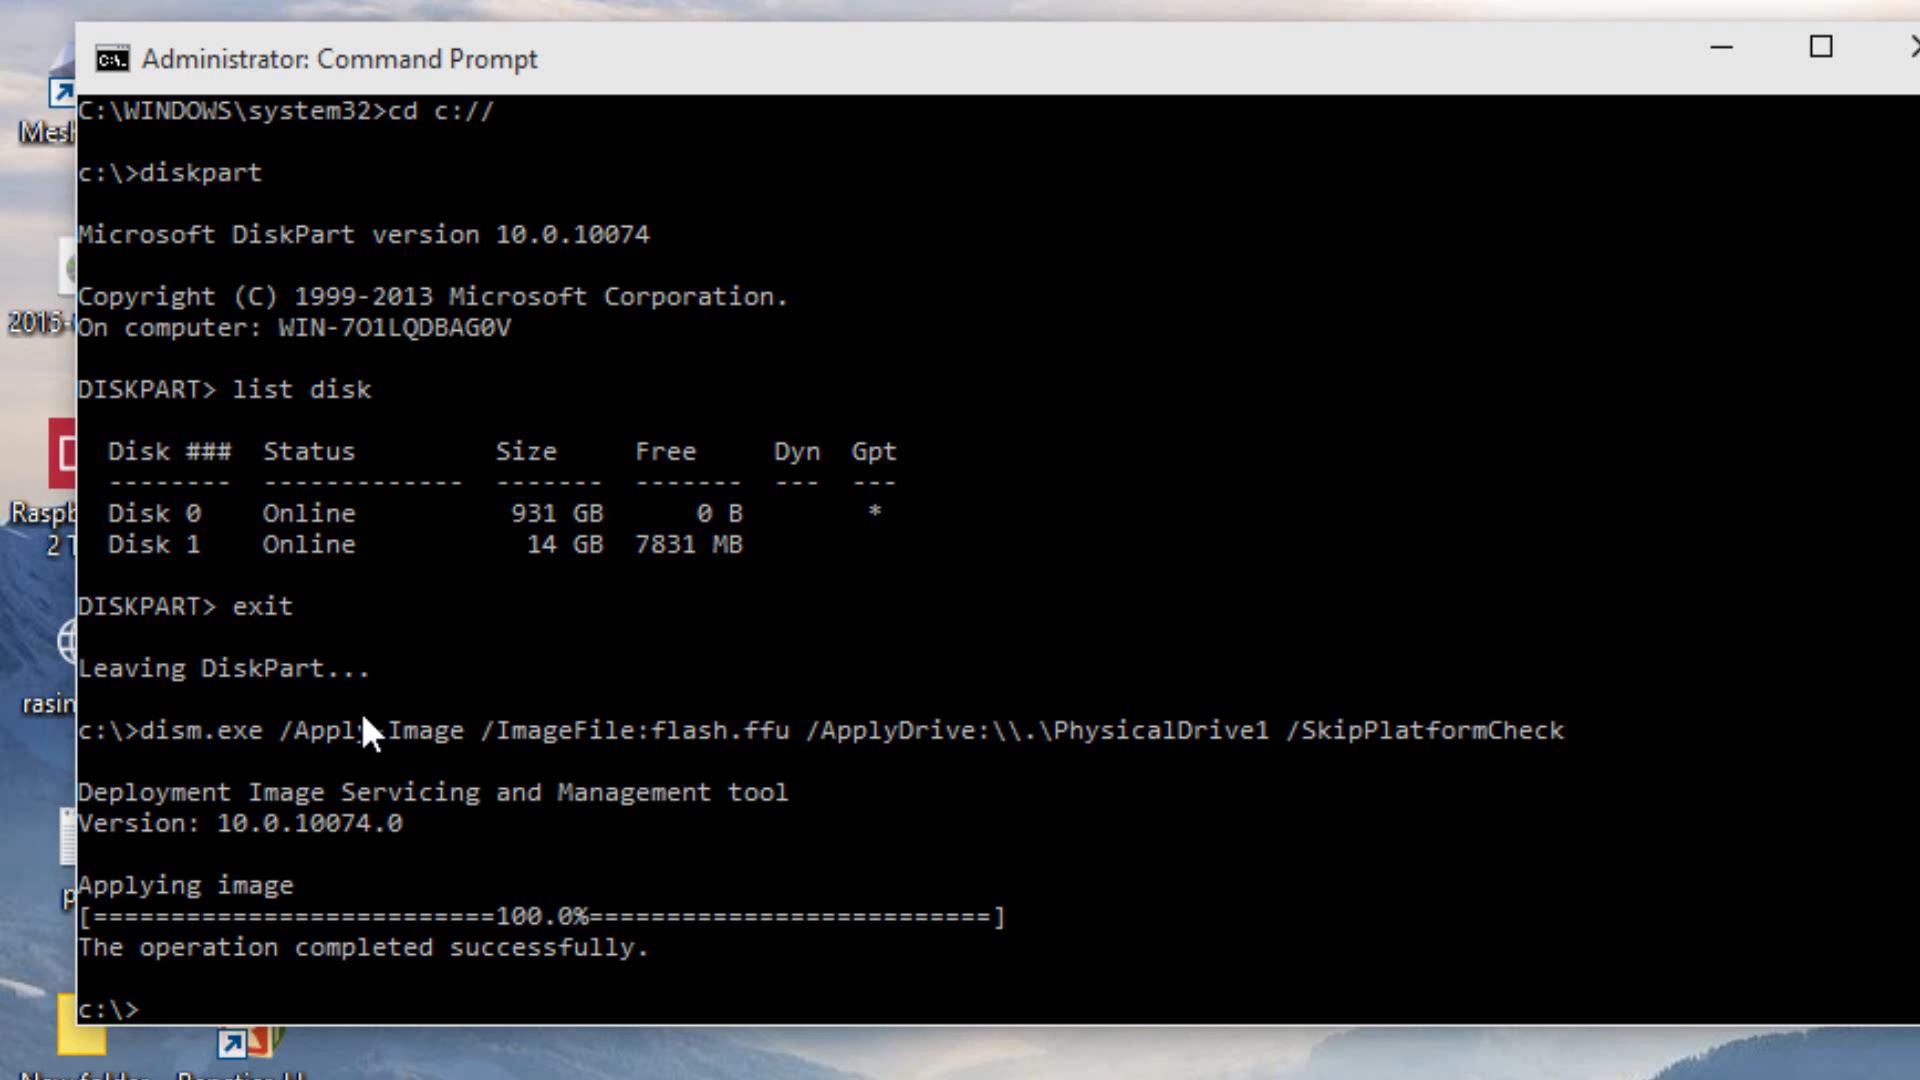 Administrator: Command Prompt
C:\WINDOWS\system32>cd c://
c:\>diskpart
Microsoft DiskPart version 10.0.10074
Copyright (C) 1999-2013 Microsoft Corporation.
On computer: WIN-7O1LQDBAG0V
DISKPART> list disk
Disk ###  Status         Size     Free     Dyn  Gpt
--------  -------------  -------  -------  ---  ---
Disk 0    Online          931 GB      0 B        *
Disk 1    Online           14 GB  7831 MB
DISKPART> exit
Leaving DiskPart...
c:\>dism.exe /Apply-Image /ImageFile:flash.ffu /ApplyDrive:\\.\PhysicalDrive1 /SkipPlatformCheck
Deployment Image Servicing and Management tool
Version: 10.0.10074.0
Applying image
[==========================100.0%==========================]
The operation completed successfully.
c:\>
2015-
2
New folder